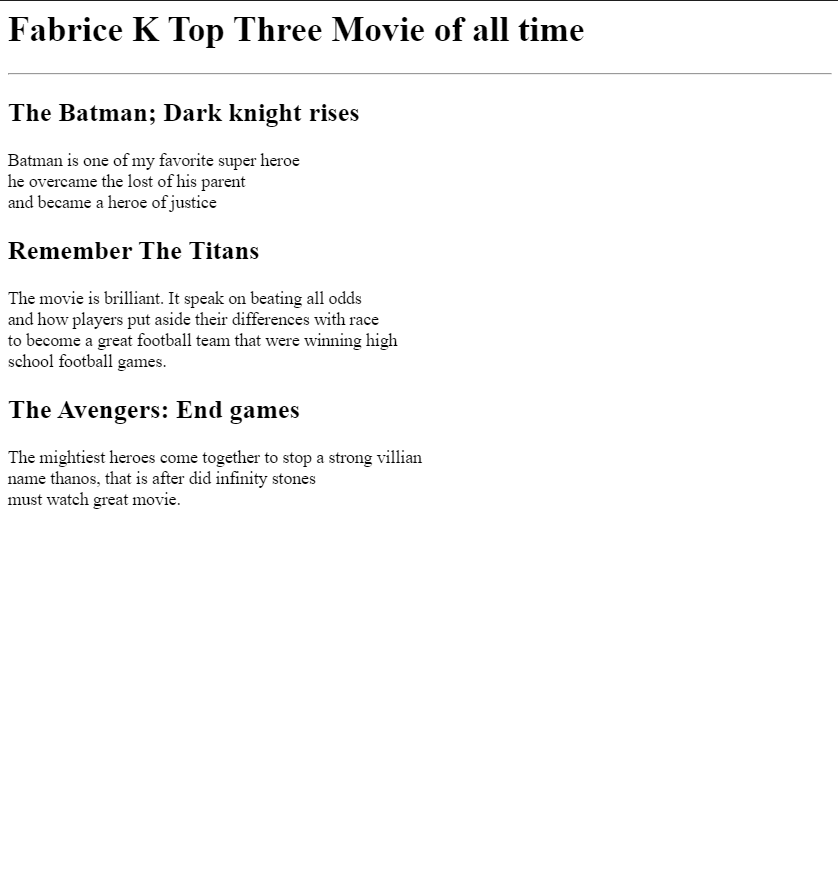 Fabrice K Top Three Movie of all time
The Batman; Dark knight rises
Batman is one of my favorite super heroe
he overcame the lost of his parent
and became a heroe of justice
Remember The Titans
The movie is brilliant. It speak on beating all odds
and how players put aside their differences with race
to become a great football team that were winning high
school football games.
The Avengers: End games
The mightiest heroes come together to stop a strong villian
name thanos, that is after did infinity stones
must watch great movie.